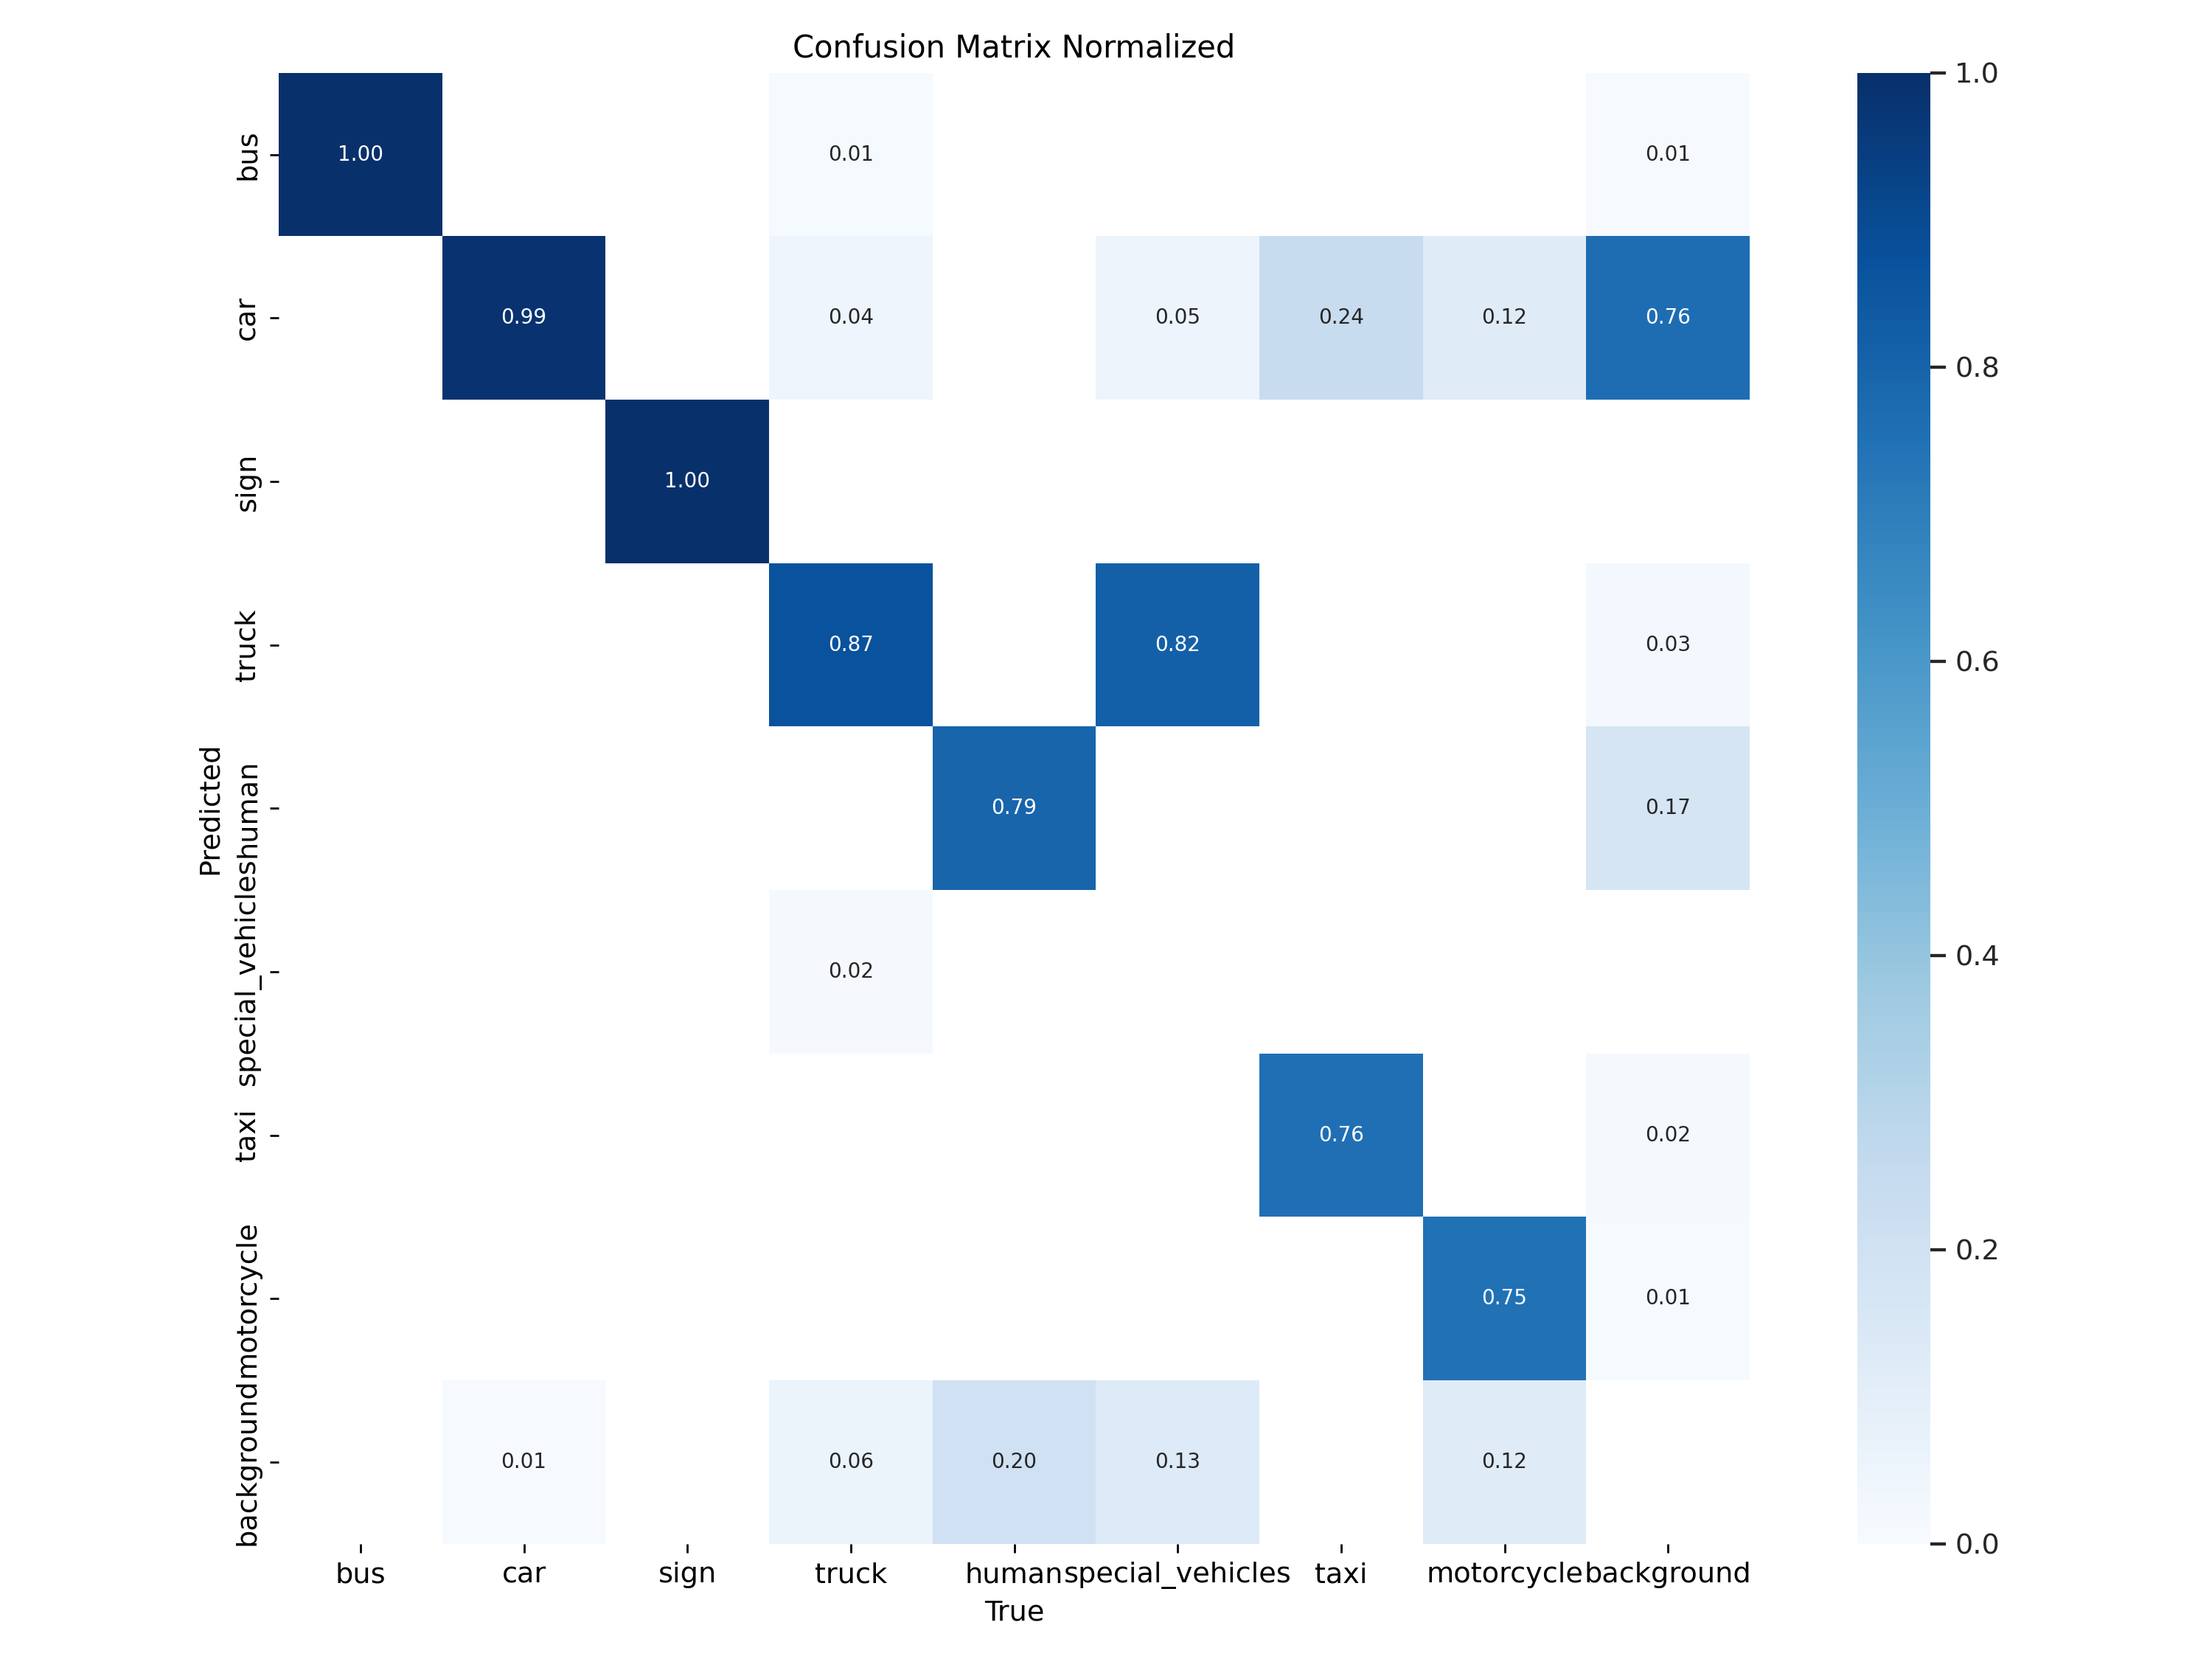 Confusion Matrix Normalized
bus
1.00
0.01
0.01
1.0
car
0.99
0.04
0.05
0.24
0.12
0.76
0.8
sign
1.00
truck
0.87
0.82
0.03
0.6
Predicted
human
0.79
0.17
special_vehicles
0.02
0.4
taxi
0.76
0.02
motorcycle
0.75
0.01
0.2
background
0.01
0.06
0.20
0.13
0.12
0.0
bus car sign truck human special_vehicles taxi motorcycle background
True